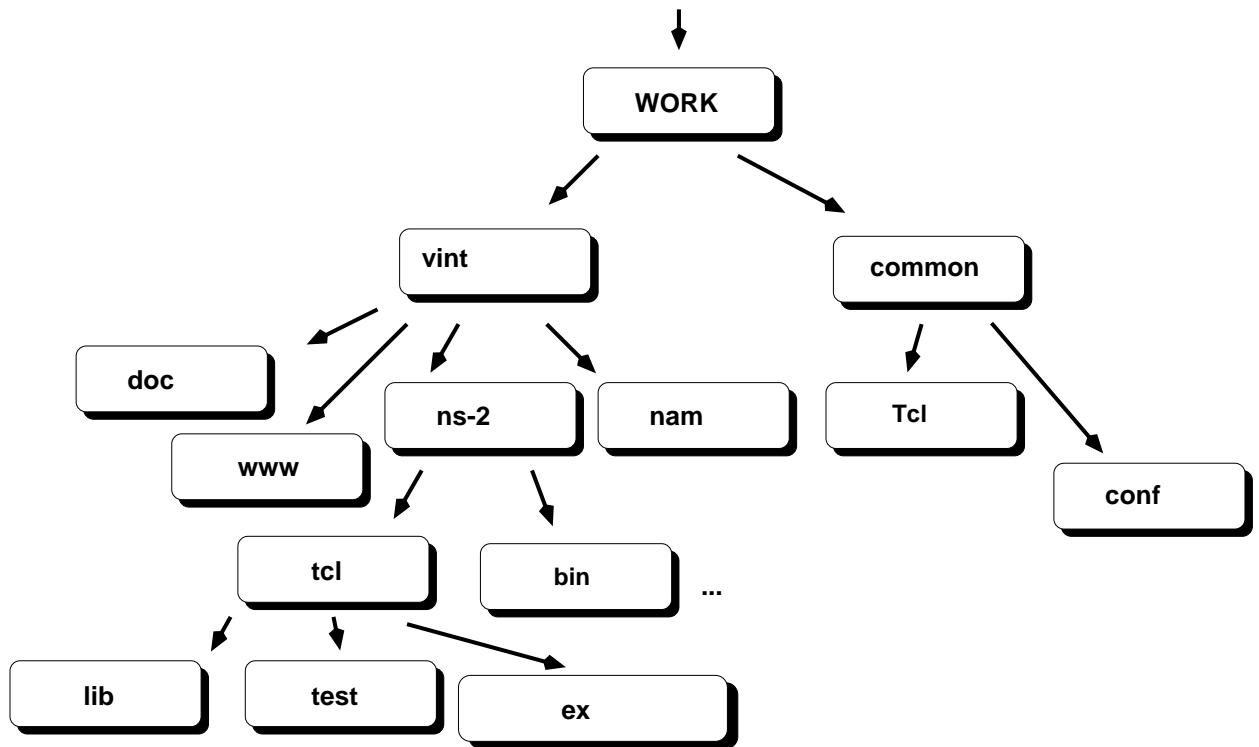 WORK
vint
common
doc
ns-2
nam
Tcl
www
conf
tcl
bin
...
lib
test
ex